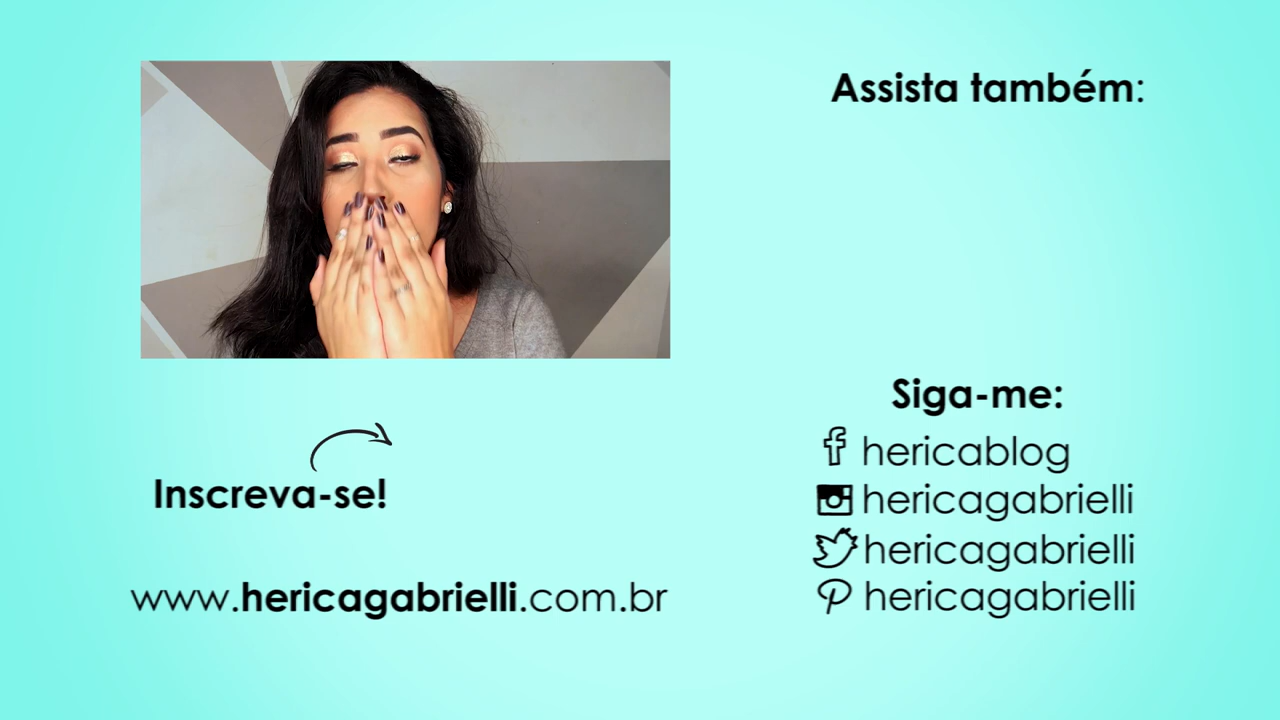 Assista também:
Siga-me:
hericablog
hericagabrielli
hericagabrielli
hericagabrielli
Inscreva-se!
www.hericagabrielli.com.br